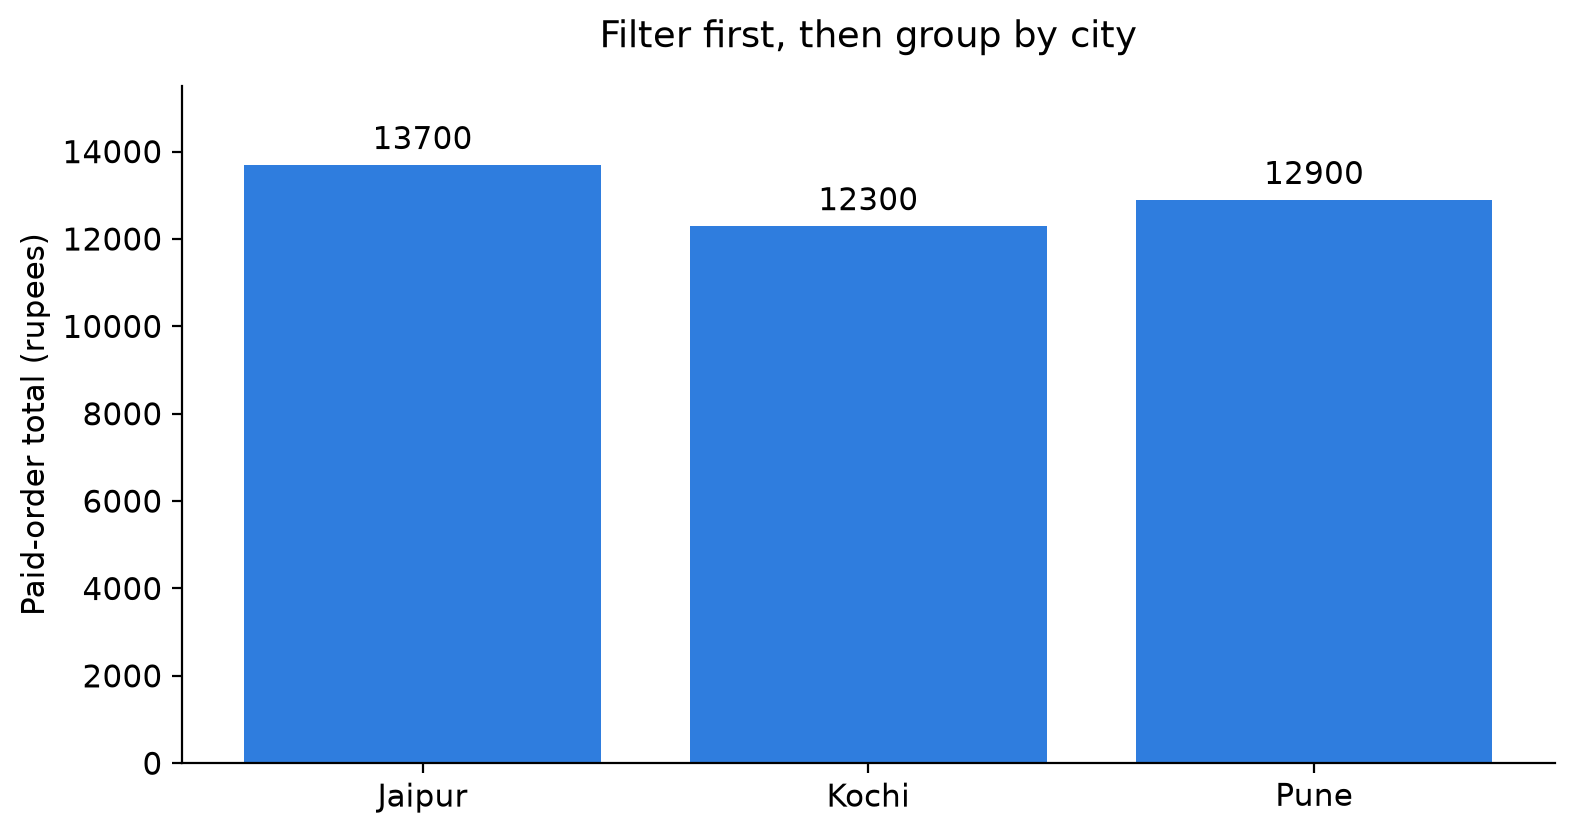 Filter first, then group by city
Paid-order total (rupees)
14000
12000
10000
8000
6000
4000
2000
0
13700
12300
12900
Jaipur
Kochi
Pune